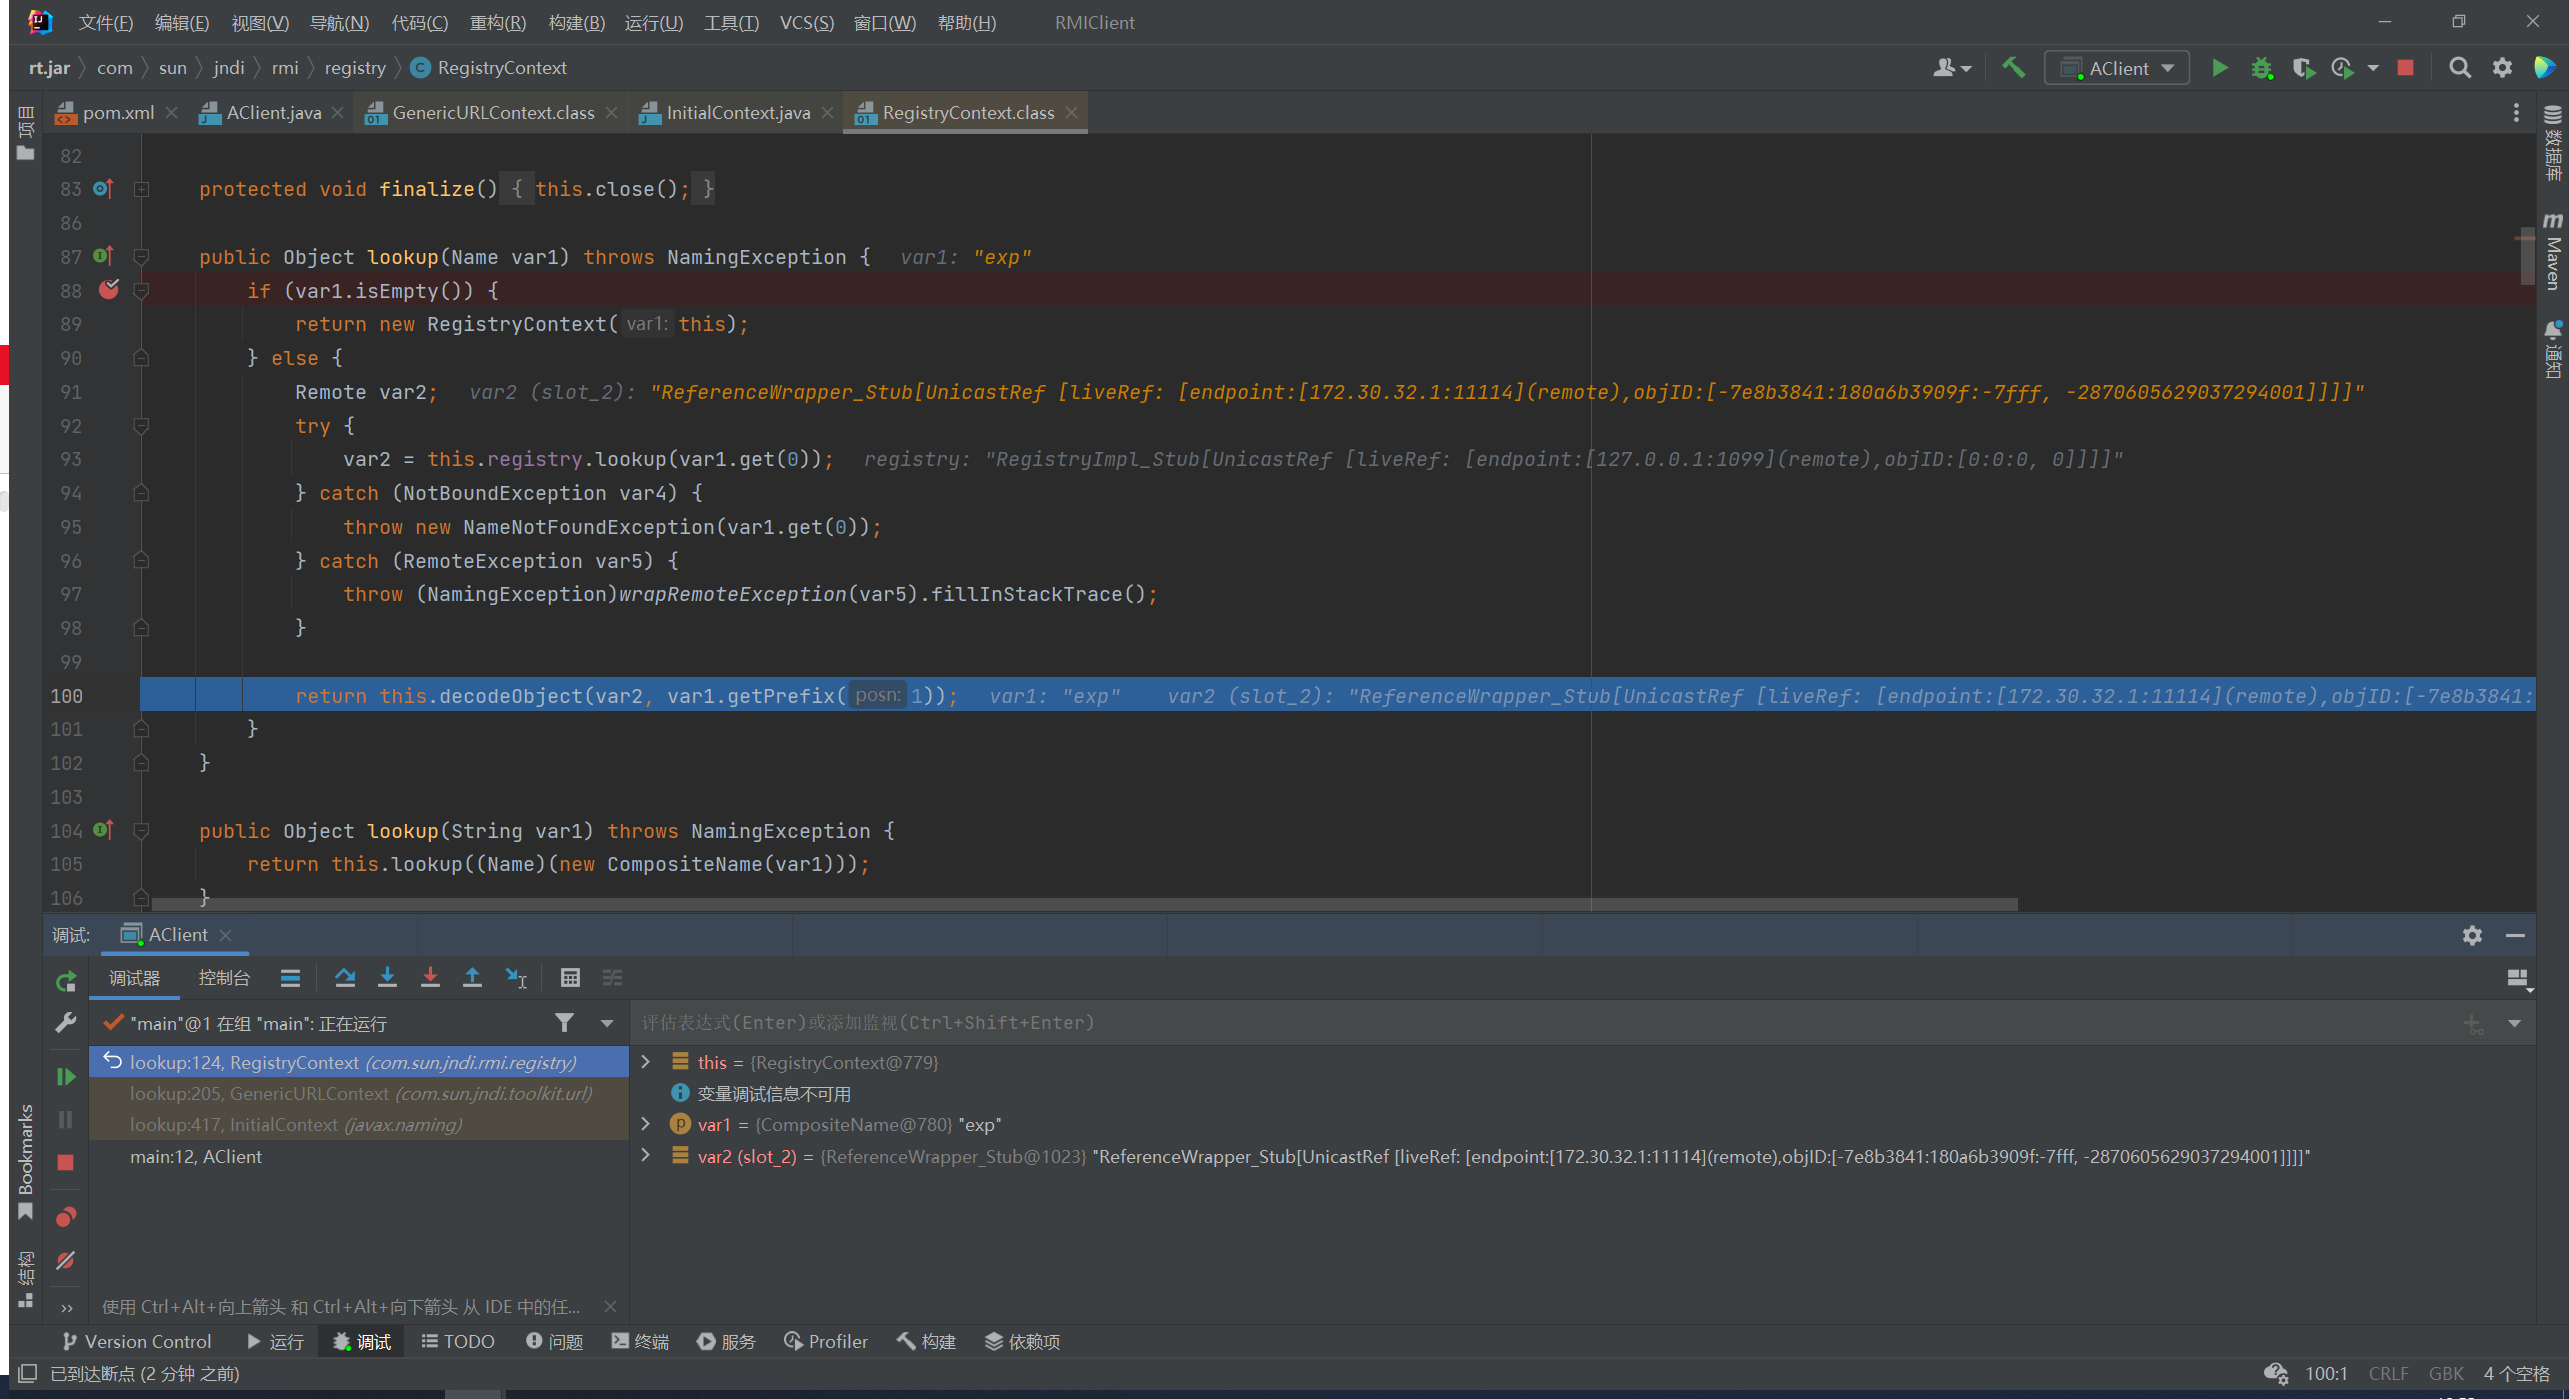 文件(F) 编辑(E) 视图(V) 导航(N) 代码(C) 重构(R) 构建(B) 运行(U) 工具(T) VCS(S) 窗口(W) 帮助(H) RMIClient
rt.jar com sun jndi rmi registry RegistryContext AClient
项目
pom.xml AClient.java GenericURLContext.class InitialContext.java RegistryContext.class
数据库
Maven
通知
82
83 protected void finalize() { this.close(); }
86
87 public Object lookup(Name var1) throws NamingException { var1: "exp"
88 if (var1.isEmpty()) {
89 return new RegistryContext( var1: this);
90 } else {
91 Remote var2; var2 (slot_2): "ReferenceWrapper_Stub[UnicastRef [liveRef: [endpoint:[172.30.32.1:11114](remote),objID:[-7e8b3841:180a6b3909f:-7fff, -2870605629037294001]]]]"
92 try {
93 var2 = this.registry.lookup(var1.get(0)); registry: "RegistryImpl_Stub[UnicastRef [liveRef: [endpoint:[127.0.0.1:1099](remote),objID:[0:0:0, 0]]]]"
94 } catch (NotBoundException var4) {
95 throw new NameNotFoundException(var1.get(0));
96 } catch (RemoteException var5) {
97 throw (NamingException)wrapRemoteException(var5).fillInStackTrace();
98 }
99
100 return this.decodeObject(var2, var1.getPrefix( posn: 1)); var1: "exp" var2 (slot_2): "ReferenceWrapper_Stub[UnicastRef [liveRef: [endpoint:[172.30.32.1:11114](remote),objID:[-7e8b3841:
101 }
102 }
103
104 public Object lookup(String var1) throws NamingException {
105 return this.lookup((Name)(new CompositeName(var1)));
106 }
调试: AClient
调试器 控制台
"main"@1 在组 "main": 正在运行
评估表达式(Enter)或添加监视(Ctrl+Shift+Enter)
lookup:124, RegistryContext (com.sun.jndi.rmi.registry)
lookup:205, GenericURLContext (com.sun.jndi.toolkit.url)
lookup:417, InitialContext (javax.naming)
main:12, AClient
this = {RegistryContext@779}
变量调试信息不可用
var1 = {CompositeName@780} "exp"
var2 (slot_2) = {ReferenceWrapper_Stub@1023} "ReferenceWrapper_Stub[UnicastRef [liveRef: [endpoint:[172.30.32.1:11114](remote),objID:[-7e8b3841:180a6b3909f:-7fff, -2870605629037294001]]]]"
Bookmarks
结构
使用 Ctrl+Alt+向上箭头 和 Ctrl+Alt+向下箭头 从 IDE 中的任...
Version Control 运行 调试 TODO 问题 终端 服务 Profiler 构建 依赖项
已到达断点 (2 分钟 之前) 100:1 CRLF GBK 4 个空格